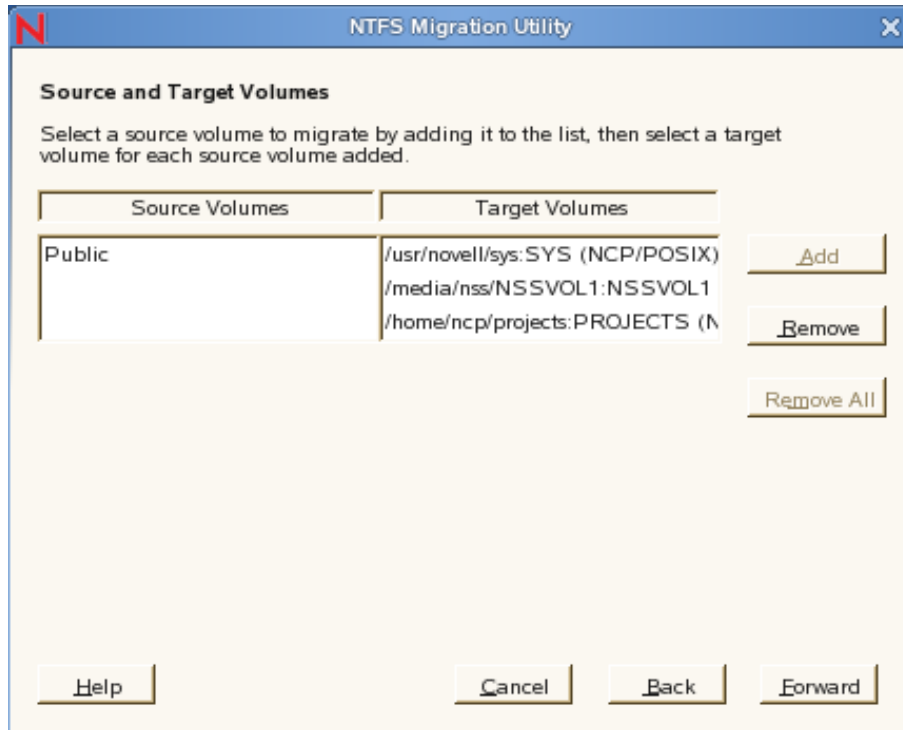 NTFS Migration Utility
Source and Target Volumes
Select a source volume to migrate by adding it to the list, then select a target
volume for each source volume added.
Source Volumes Target Volumes
Public /usr/novell/sys:SYS (NCP/POSIX)
/media/nss/NSSVOL1:NSSVOL1
/home/ncp/projects:PROJECTS (N
Add
Remove
Remove All
Help Cancel Back Forward